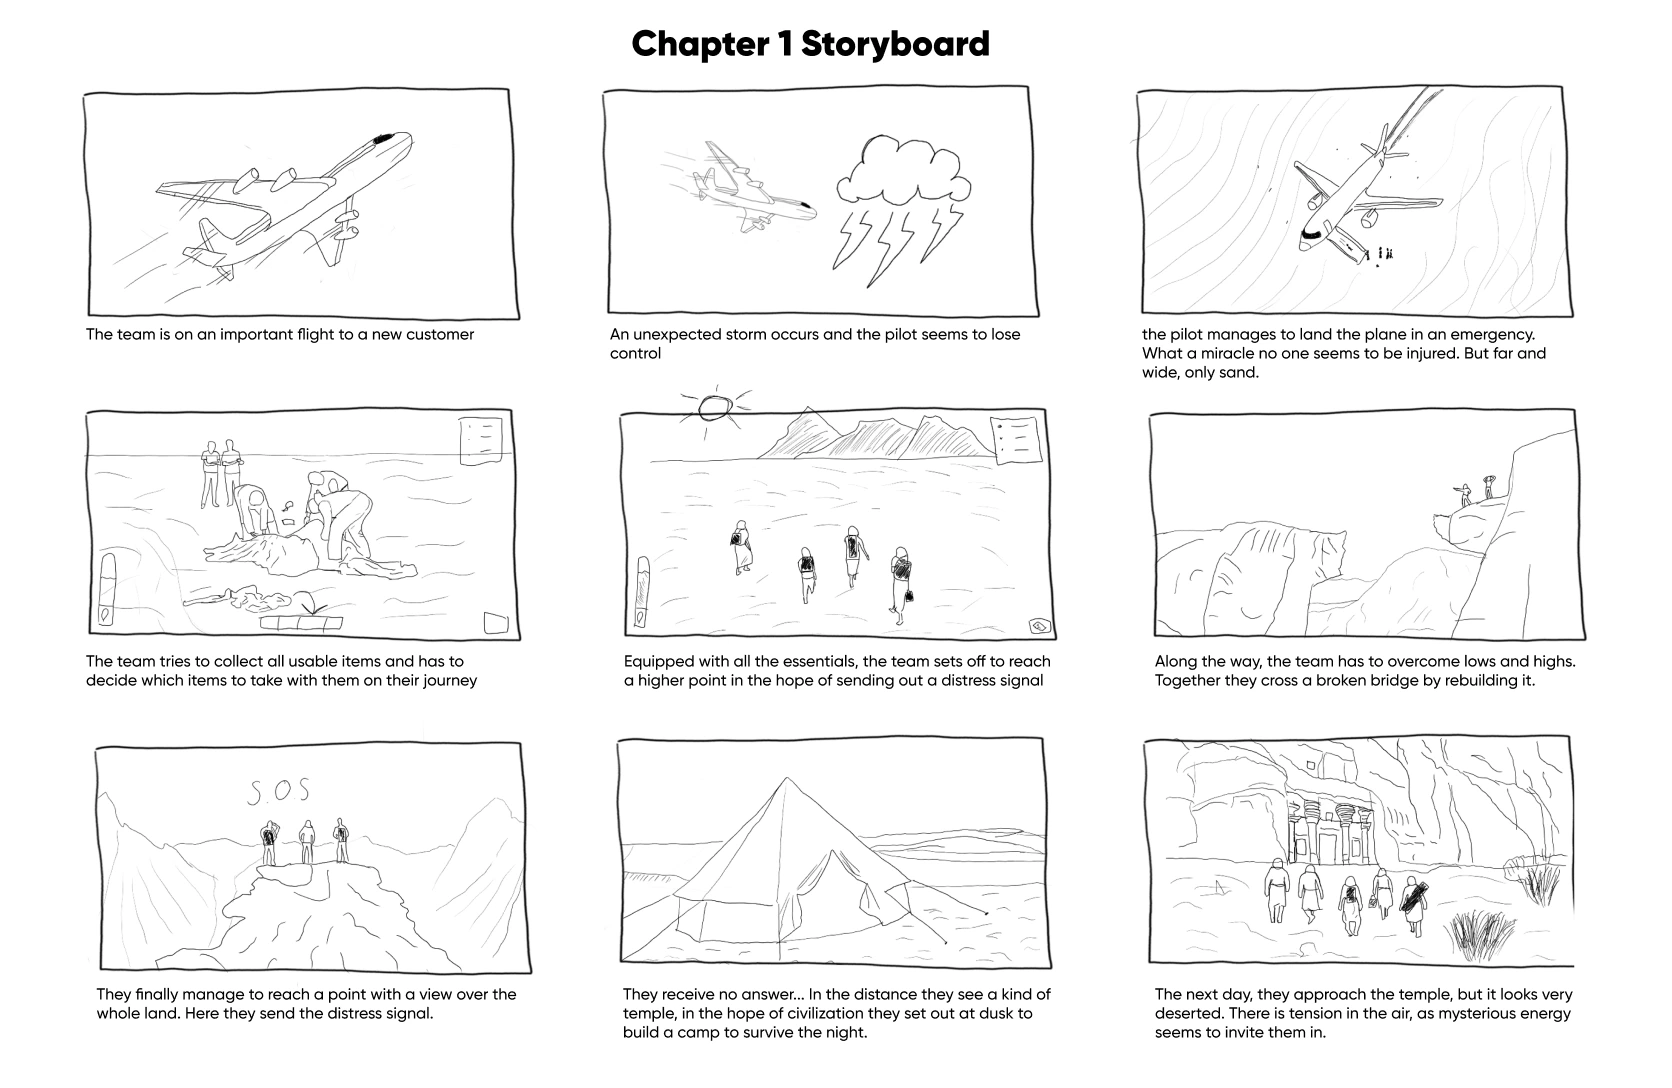 Chapter 1 Storyboard
The team is on an important flight to a new customer
An unexpected storm occurs and the pilot seems to lose
control
the pilot manages to land the plane in an emergency.
What a miracle no one seems to be injured. But far and
wide, only sand.
The team tries to collect all usable items and has to
decide which items to take with them on their journey
Equipped with all the essentials, the team sets off to reach
a higher point in the hope of sending out a distress signal
Along the way, the team has to overcome lows and highs.
Together they cross a broken bridge by rebuilding it.
S.OS
They finally manage to reach a point with a view over the
whole land. Here they send the distress signal.
They receive no answer... In the distance they see a kind of
temple, in the hope of civilization they set out at dusk to
build a camp to survive the night.
The next day, they approach the temple, but it looks very
deserted. There is tension in the air, as mysterious energy
seems to invite them in.